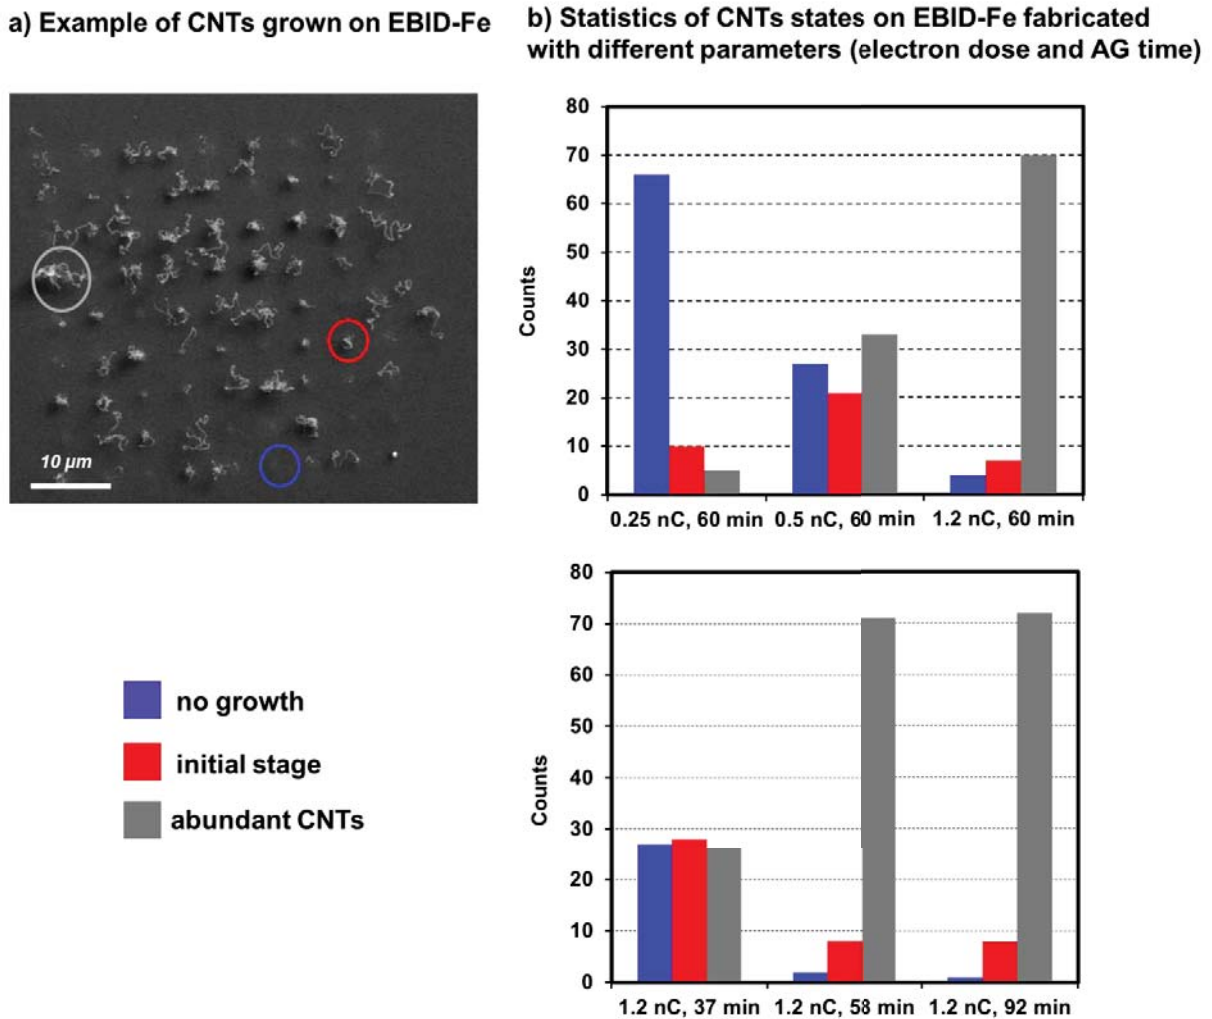 a) Example of CNTs grown on EBID-Fe
10 µm
no growth
initial stage
abundant CNTs
b) Statistics of CNTs states on EBID-Fe fabricated
with different parameters (electron dose and AG time)
80
70
60
50
40
30
20
10
0
Counts
0.25 nC, 60 min 0.5 nC, 60 min 1.2 nC, 60 min
80
70
60
50
40
30
20
10
0
Counts
1.2 nC, 37 min 1.2 nC, 58 min 1.2 nC, 92 min